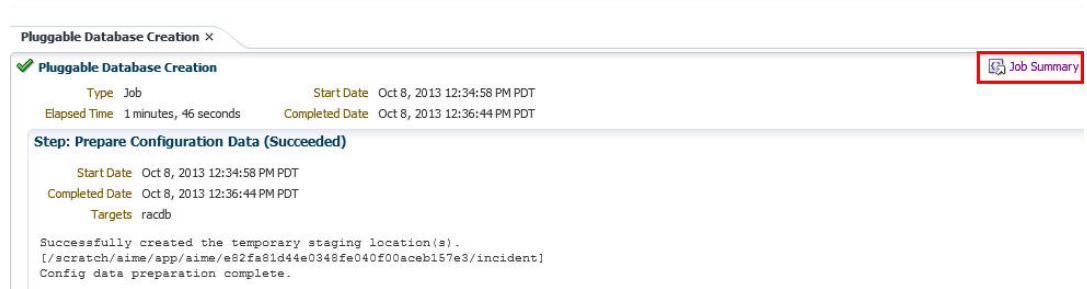 Pluggable Database Creation ×
Pluggable Database Creation
Job Summary
Type Job Start Date Oct 8, 2013 12:34:58 PM PDT
Elapsed Time 1 minutes, 46 seconds Completed Date Oct 8, 2013 12:36:44 PM PDT
Step: Prepare Configuration Data (Succeeded)
Start Date Oct 8, 2013 12:34:58 PM PDT
Completed Date Oct 8, 2013 12:36:44 PM PDT
Targets racdb
Successfully created the temporary staging location(s).
[/scratch/aime/app/aime/e82fa81d44e0348fe040f00aceb157e3/incident]
Config data preparation complete.